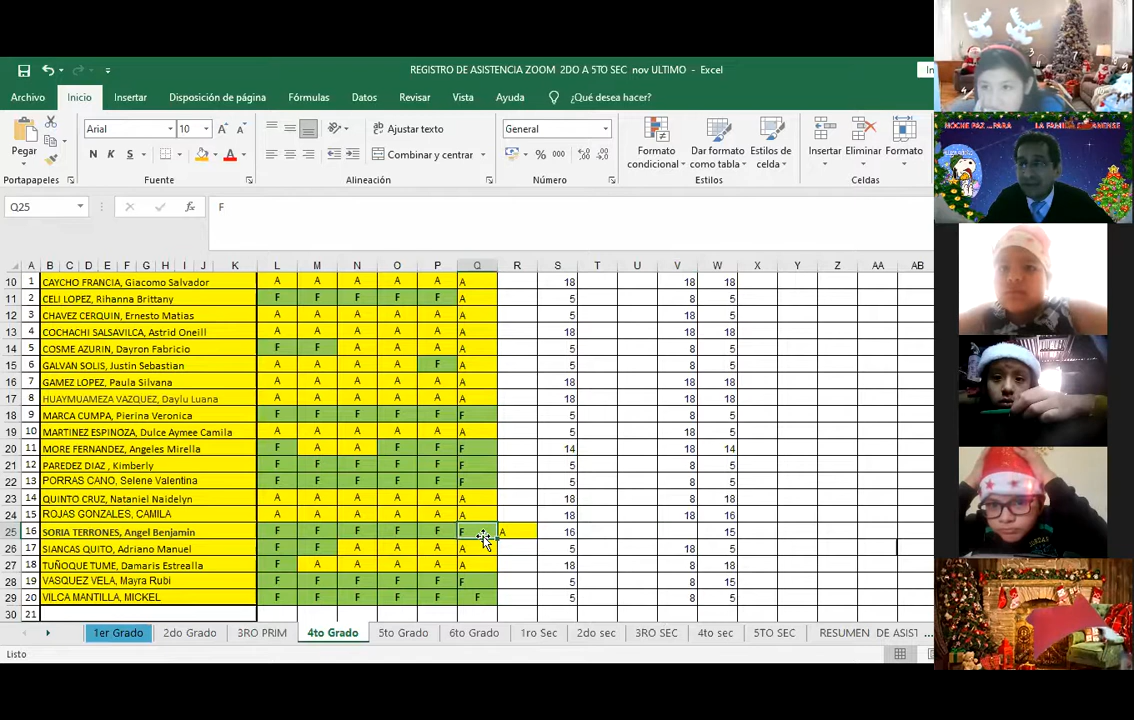 REGISTRO DE ASISTENCIA ZOOM 2DO A 5TO SEC nov ULTIMO - Excel
Archivo Inicio Insertar Disposición de página Fórmulas Datos Revisar Vista Ayuda ¿Qué desea hacer?
Pegar Arial 10 Ajustar texto General Formato condicional Dar formato como tabla Estilos de celda Insertar Eliminar Formato
N K S Combinar y centrar % 000
Portapapeles Fuente Alineación Número Estilos Celdas
Q25 fx F
A B C D E F G H I J K L M N O P Q R S T U V W X Y Z AA AB
10 1 CAYCHO FRANCIA, Giacomo Salvador A A A A A A 18 18 18
11 2 CELI LOPEZ, Rihanna Brittany F F F F F A 5 8 5
12 3 CHAVEZ CERQUIN, Ernesto Matias A A A A A A 5 18 5
13 4 COCHACHI SALSAVILCA, Astrid Oneill A A A A A A 18 18 18
14 5 COSME AZURIN, Dayron Fabricio F F A A A A 5 8 5
15 6 GALVAN SOLIS, Justin Sebastian A A A A F A 5 8 5
16 7 GAMEZ LOPEZ, Paula Silvana A A A A A A 18 18 18
17 8 HUAYMUAMEZA VAZQUEZ, Daylu Luana A A A A A A 18 18 18
18 9 MARCA CUMPA, Pierina Veronica F F F F F F 5 8 5
19 10 MARTINEZ ESPINOZA, Dulce Aymee Camila A A A A A A 5 18 5
20 11 MORE FERNANDEZ, Angeles Mirella F A A F F F 14 18 14
21 12 PAREDEZ DIAZ , Kimberly F F F F F F 5 8 5
22 13 PORRAS CANO, Selene Valentina F F F F F F 5 8 5
23 14 QUINTO CRUZ, Nataniel Naidelyn A A A A A A 18 18 5
24 15 ROJAS GONZALES, CAMILA A A A A A A 18 18 16
25 16 SORIA TERRONES, Angel Benjamin F F F F F F A 16 15
26 17 SIANCAS QUITO, Adriano Manuel F F A A A A 5 18 5
27 18 TUÑOQUE TUME, Damaris Estrealla F A A A A A 18 8 18
28 19 VASQUEZ VELA, Mayra Rubi F F F F F F 5 8 15
29 20 VILCA MANTILLA, MICKEL F F F F F F 5 8 5
30 21
1er Grado 2do Grado 3RO PRIM 4to Grado 5to Grado 6to Grado 1ro Sec 2do sec 3RO SEC 4to sec 5TO SEC RESUMEN DE ASIST ...
Listo
NOCHE PAZ ...PARA LA FAMILIA